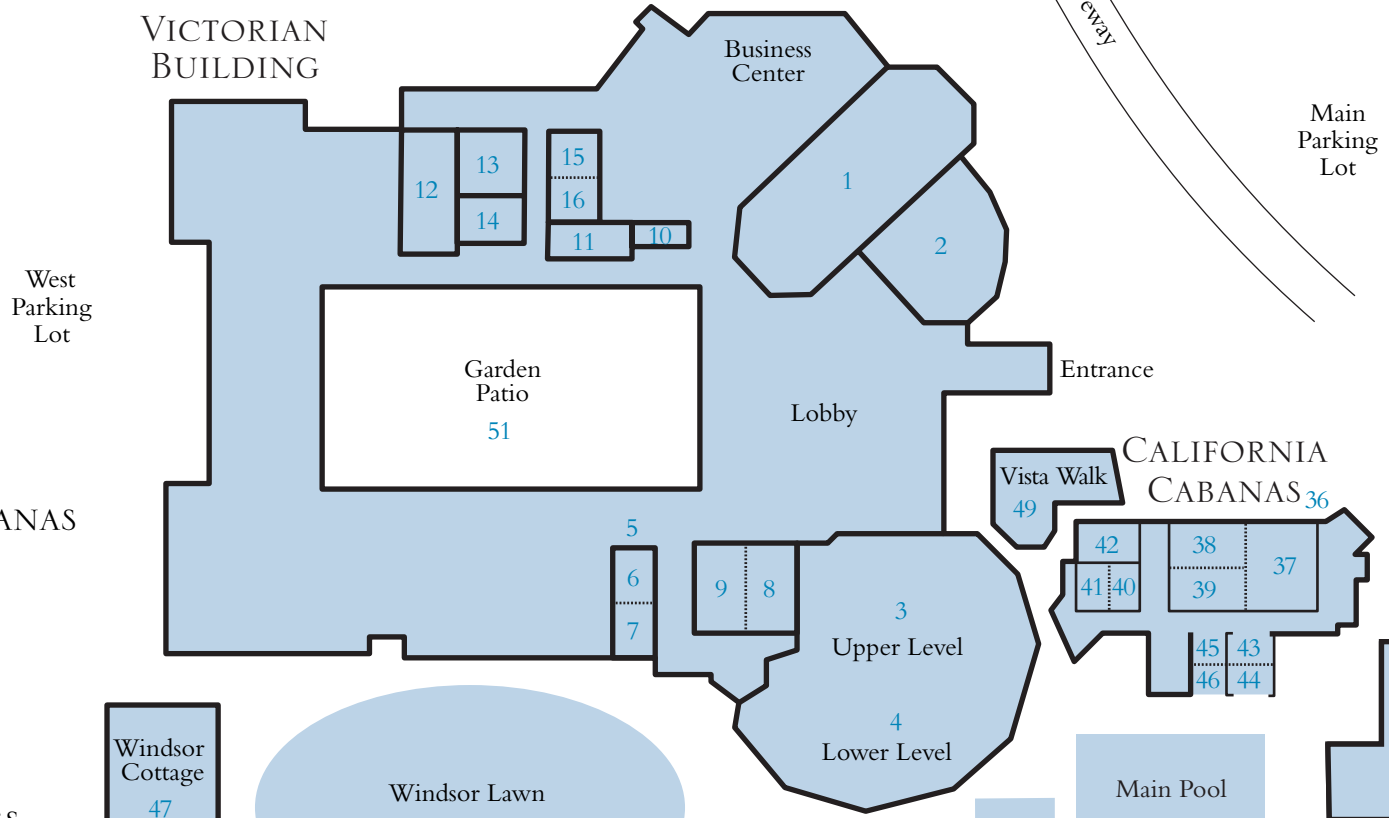 VICTORIAN
BUILDING
Business
Center
eway
Main
Parking
Lot
12
13
14
15
16
11
10
1
2
West
Parking
Lot
Garden
Patio
51
Lobby
Entrance
Vista Walk
49
CALIFORNIA
CABANAS
36
ANAS
5
6
7
9
8
3
Upper Level
4
Lower Level
42
41
40
38
39
37
45
43
46
44
Windsor
Cottage
47
Windsor Lawn
Main Pool